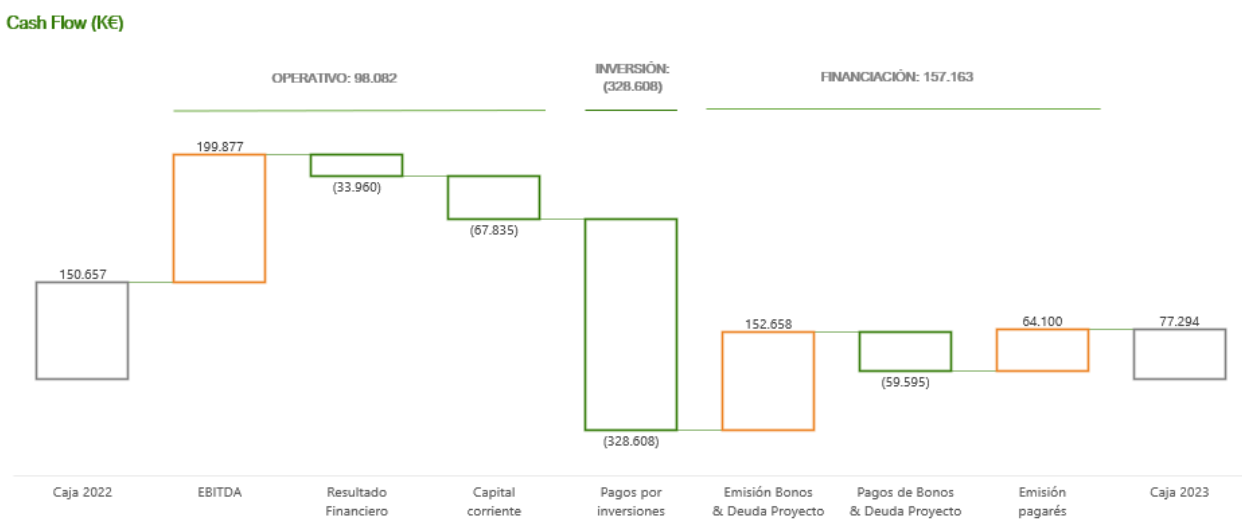 Cash Flow (K€)
OPERATIVO: 98.082
INVERSIÓN:
(328.608)
FINANCIACIÓN: 157.163
150.657
199.877
(33.960)
(67.835)
(328.608)
152.658
(59.595)
64.100
77.294
Caja 2022
EBITDA
Resultado
Financiero
Capital
corriente
Pagos por
inversiones
Emisión Bonos
& Deuda Proyecto
Pagos de Bonos
& Deuda Proyecto
Emisión
pagarés
Caja 2023